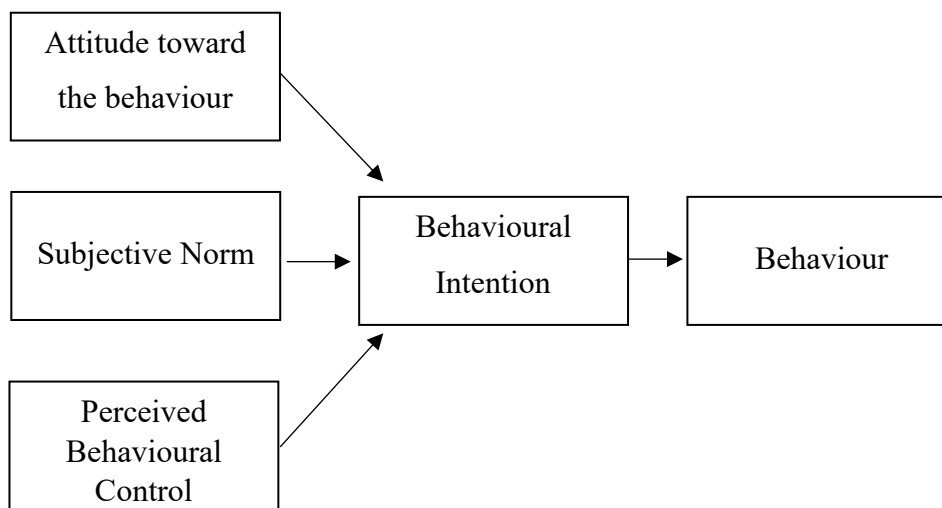 Attitude toward
the behaviour
Subjective Norm
Perceived
Behavioural
Control
Behavioural
Intention
Behaviour